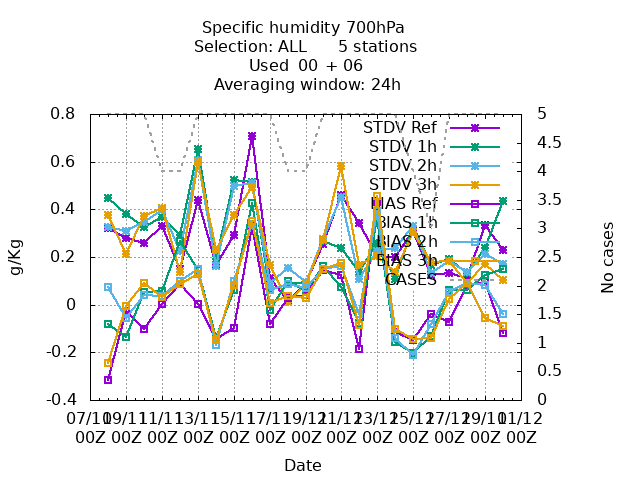 Specific humidity 700hPa
Selection: ALL 5 stations
Used 00 + 06
Averaging window: 24h
0.8
0.6
0.4
0.2
0
-0.2
-0.4
g/Kg
5
4.5
4
3.5
3
2.5
2
1.5
1
0.5
0
No cases
STDV Ref
STDV 1h
STDV 2h
STDV 3h
BIAS Ref
BIAS 1h
BIAS 2h
BIAS 3h
CASES
07/11 09/11 11/11 13/11 15/11 17/11 19/11 21/11 23/11 25/11 27/11 29/11 01/12
00Z 00Z 00Z 00Z 00Z 00Z 00Z 00Z 00Z 00Z 00Z 00Z 00Z
Date